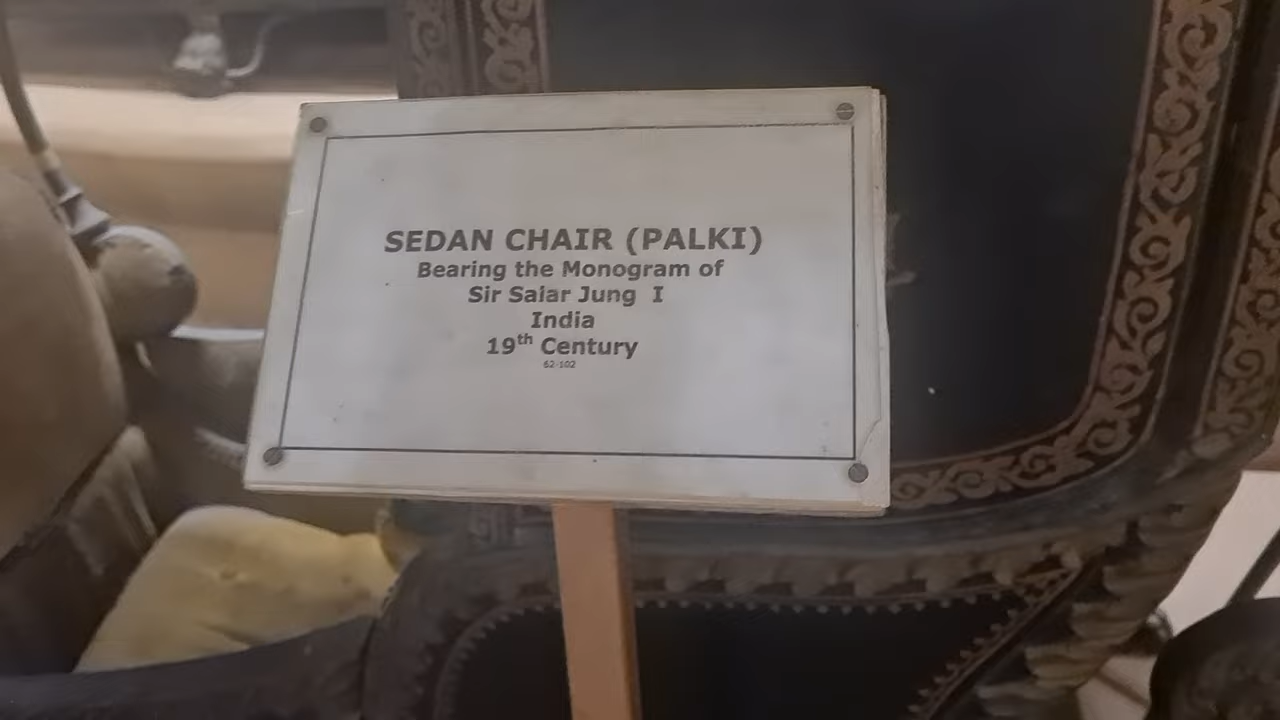 SEDAN CHAIR (PALKI)
Bearing the Monogram of
Sir Salar Jung I
India
19th Century
62-102